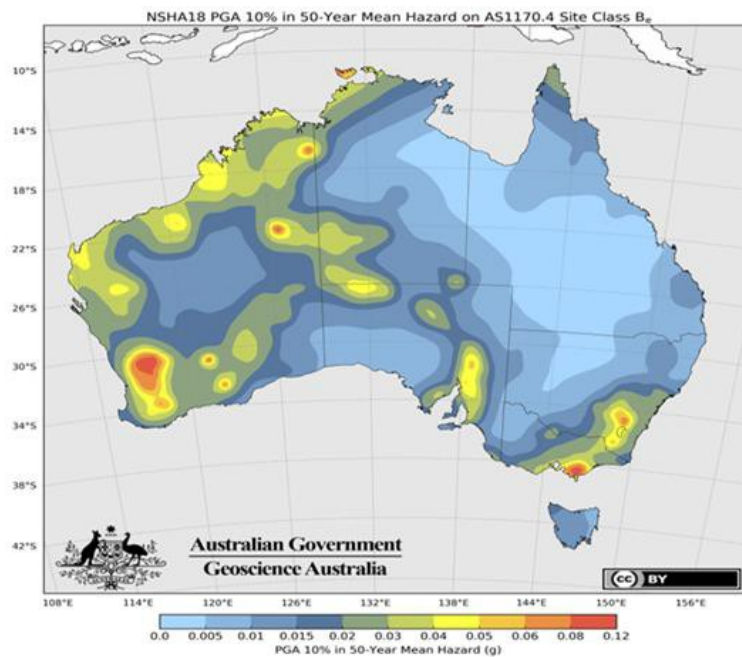 NSHA18 PGA 10% in 50-Year Mean Hazard on AS1170.4 Site Class Bₑ
10°S
14°S
18°S
22°S
26°S
30°S
34°S
38°S
42°S
Australian Government
Geoscience Australia
cc BY
108°E 114°E 120°E 126°E 132°E 138°E 144°E 150°E 156°E
0.0 0.005 0.01 0.015 0.02 0.03 0.04 0.05 0.06 0.08 0.12
PGA 10% in 50-Year Mean Hazard (g)